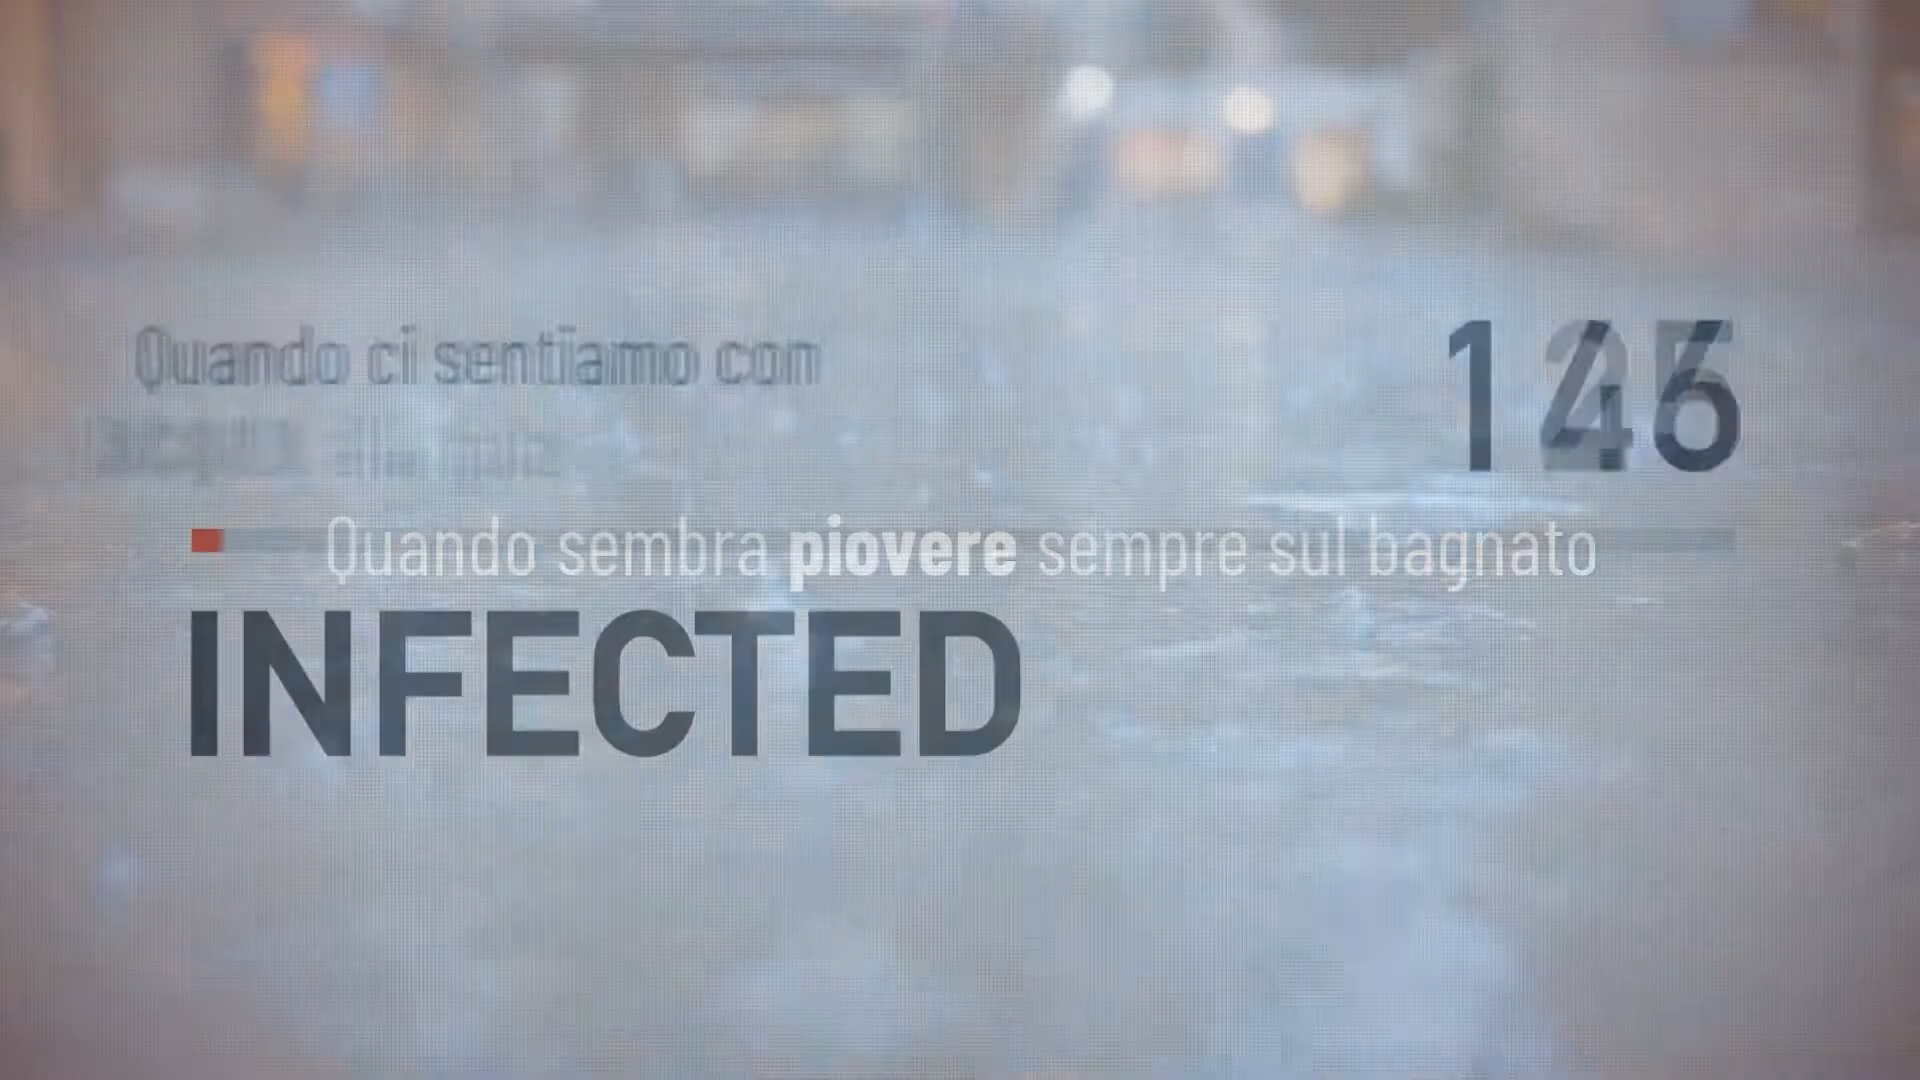 Quando ci sentiamo con
Quando sembra piovere sempre sul bagnato
INFECTED